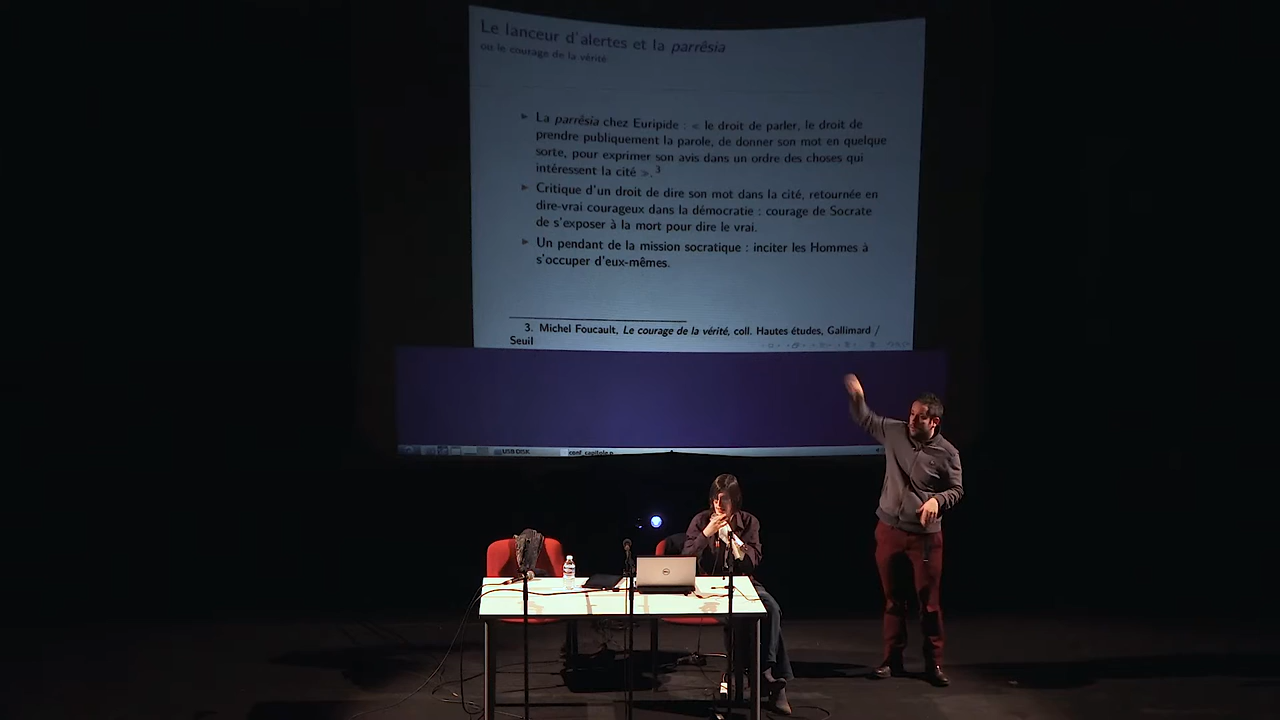 Le lanceur d'alertes et la parrêsia
ou le courage de la vérité
La parrêsia chez Euripide : « le droit de parler, le droit de
prendre publiquement la parole, de donner son mot en quelque
sorte, pour exprimer son avis dans un ordre des choses qui
intéressent la cité ».3
Critique d'un droit de dire son mot dans la cité, retournée en
dire-vrai courageux dans la démocratie : courage de Socrate
de s'exposer à la mort pour dire le vrai.
Un pendant de la mission socratique : inciter les Hommes à
s'occuper d'eux-mêmes.
3. Michel Foucault, Le courage de la vérité, coll. Hautes études, Gallimard /
Seuil
USB DISK conf_capitole.p
DELL